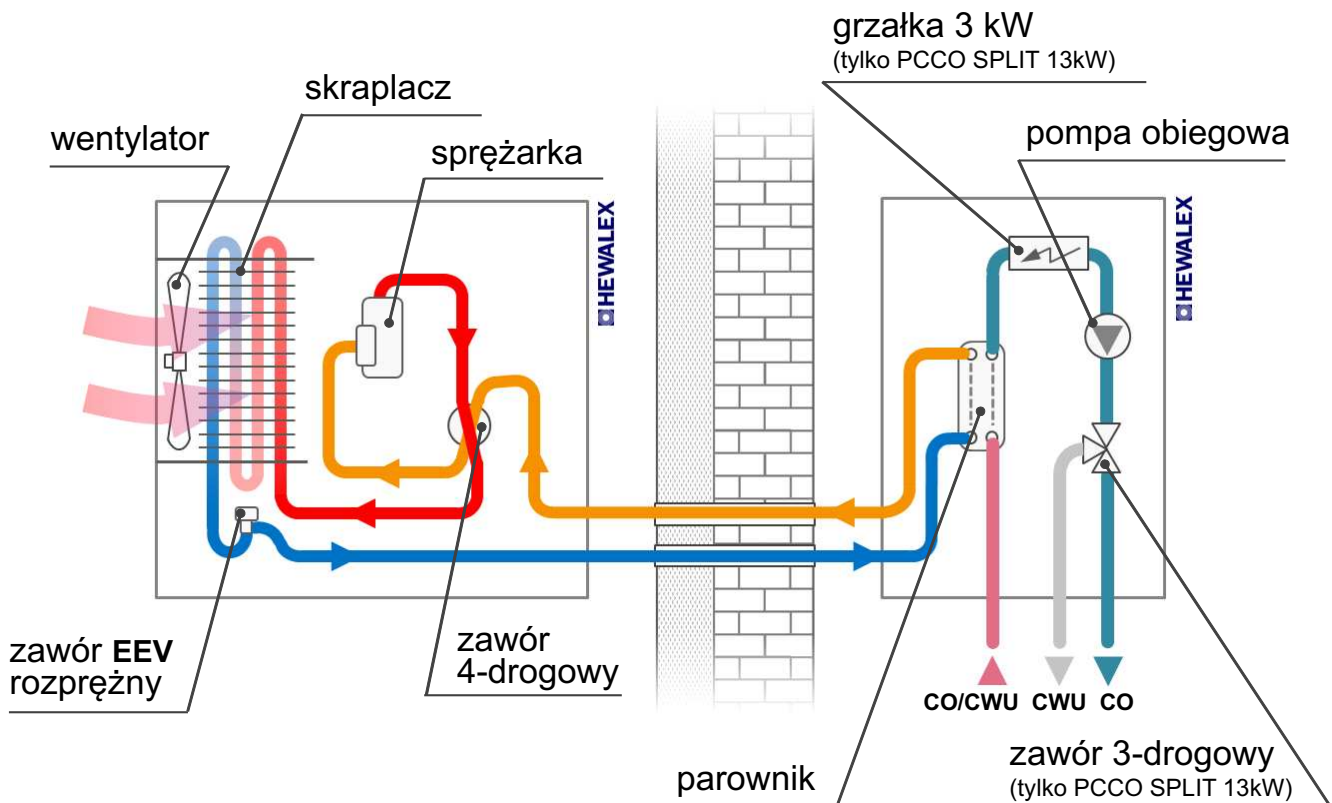 grzałka 3 kW
(tylko PCCO SPLIT 13kW)
skraplacz
wentylator
sprężarka
pompa obiegowa
HEWALEX
HEWALEX
zawór EEV
rozprężny
zawór
4-drogowy
CO/CWU CWU CO
parownik
zawór 3-drogowy
(tylko PCCO SPLIT 13kW)